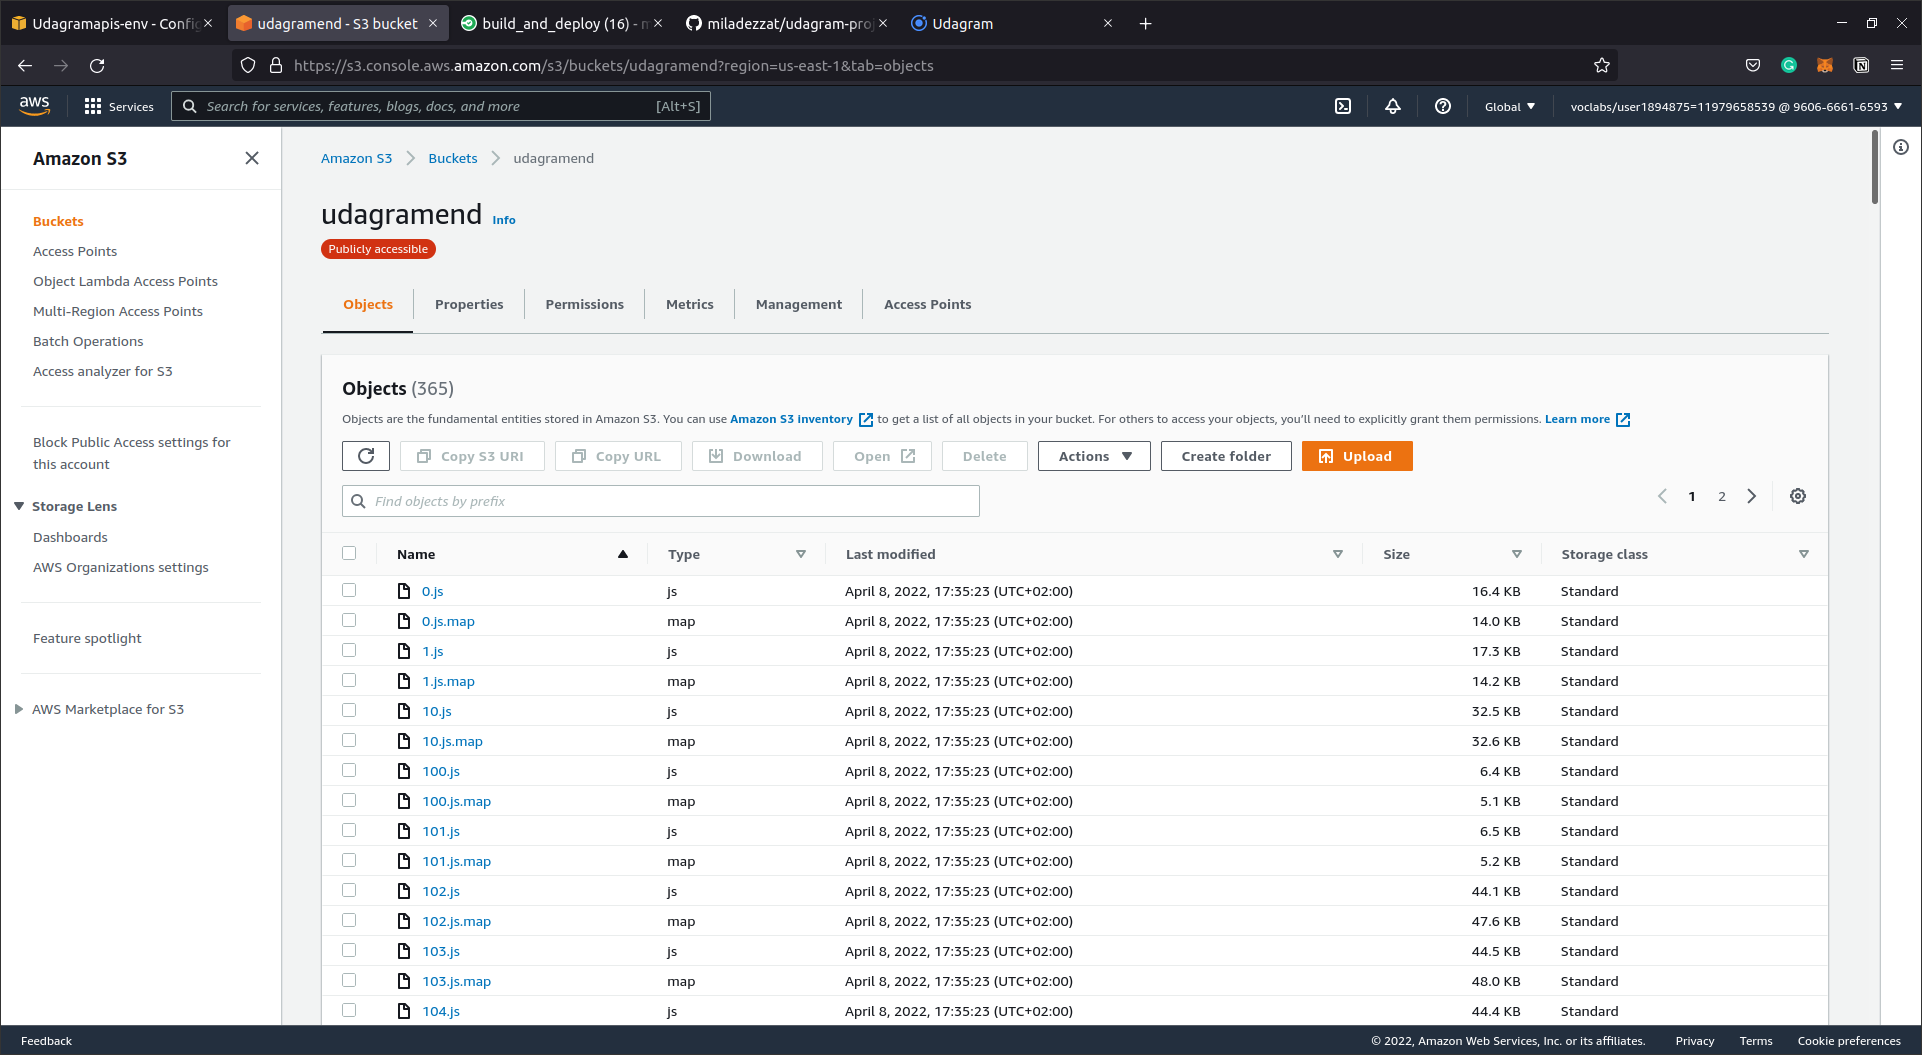 Udagramapis-env - Config
udagramend - S3 bucket
build_and_deploy (16) - m
miladezzat/udagram-proj
Udagram
https://s3.console.aws.amazon.com/s3/buckets/udagramend?region=us-east-1&tab=objects
aws
Services
Search for services, features, blogs, docs, and more
[Alt+S]
Global
voclabs/user1894875=11979658539 @ 9606-6661-6593
Amazon S3
Buckets
Access Points
Object Lambda Access Points
Multi-Region Access Points
Batch Operations
Access analyzer for S3
Block Public Access settings for
this account
Storage Lens
Dashboards
AWS Organizations settings
Feature spotlight
AWS Marketplace for S3
Amazon S3 > Buckets > udagramend
udagramend Info
Publicly accessible
Objects
Properties
Permissions
Metrics
Management
Access Points
Objects (365)
Objects are the fundamental entities stored in Amazon S3. You can use Amazon S3 inventory to get a list of all objects in your bucket. For others to access your objects, you'll need to explicitly grant them permissions. Learn more
Copy S3 URI
Copy URL
Download
Open
Delete
Actions
Create folder
Upload
Find objects by prefix
1
2
Name Type Last modified Size Storage class
0.js js April 8, 2022, 17:35:23 (UTC+02:00) 16.4 KB Standard
0.js.map map April 8, 2022, 17:35:23 (UTC+02:00) 14.0 KB Standard
1.js js April 8, 2022, 17:35:23 (UTC+02:00) 17.3 KB Standard
1.js.map map April 8, 2022, 17:35:23 (UTC+02:00) 14.2 KB Standard
10.js js April 8, 2022, 17:35:23 (UTC+02:00) 32.5 KB Standard
10.js.map map April 8, 2022, 17:35:23 (UTC+02:00) 32.6 KB Standard
100.js js April 8, 2022, 17:35:23 (UTC+02:00) 6.4 KB Standard
100.js.map map April 8, 2022, 17:35:23 (UTC+02:00) 5.1 KB Standard
101.js js April 8, 2022, 17:35:23 (UTC+02:00) 6.5 KB Standard
101.js.map map April 8, 2022, 17:35:23 (UTC+02:00) 5.2 KB Standard
102.js js April 8, 2022, 17:35:23 (UTC+02:00) 44.1 KB Standard
102.js.map map April 8, 2022, 17:35:23 (UTC+02:00) 47.6 KB Standard
103.js js April 8, 2022, 17:35:23 (UTC+02:00) 44.5 KB Standard
103.js.map map April 8, 2022, 17:35:23 (UTC+02:00) 48.0 KB Standard
104.js js April 8, 2022, 17:35:23 (UTC+02:00) 44.4 KB Standard
Feedback
© 2022, Amazon Web Services, Inc. or its affiliates.
Privacy
Terms
Cookie preferences